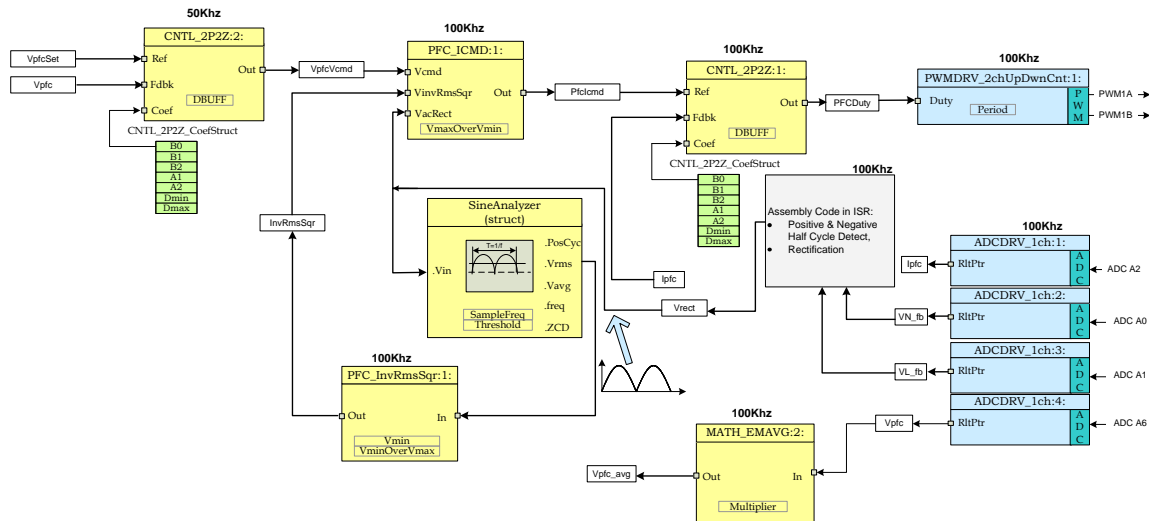 50Khz
CNTL_2P2Z:2:
VpfcSet
Vpfc
Ref
Fdbk
Coef
Out
DBUFF
CNTL_2P2Z_CoefStruct
B0
B1
B2
A1
A2
Dmin
Dmax
VpfcVcmd
100Khz
PFC_ICMD:1:
Vcmd
VinvRmsSqr
VacRect
Out
VmaxOverVmin
PfcIcmd
100Khz
CNTL_2P2Z:1:
Ref
Fdbk
Coef
Out
DBUFF
CNTL_2P2Z_CoefStruct
B0
B1
B2
A1
A2
Dmin
Dmax
PFCDuty
100Khz
PWMDRV_2chUpDwnCnt:1:
Duty
Period
P
W
M
PWM1A
PWM1B
InvRmsSqr
SineAnalyzer
(struct)
T=1/f
.Vin
.PosCyc
.Vrms
.Vavg
.freq
.ZCD
SampleFreq
Threshold
Ipfc
Vrect
100Khz
Assembly Code in ISR:
• Positive & Negative
Half Cycle Detect,
• Rectification
100Khz
ADCDRV_1ch:1:
Ipfc
RltPtr
A
D
C
ADC A2
ADCDRV_1ch:2:
VN_fb
RltPtr
A
D
C
ADC A0
ADCDRV_1ch:3:
VL_fb
RltPtr
A
D
C
ADC A1
ADCDRV_1ch:4:
Vpfc
RltPtr
A
D
C
ADC A6
100Khz
PFC_InvRmsSqr:1:
Out
In
Vmin
VminOverVmax
100Khz
MATH_EMAVG:2:
Vpfc_avg
Out
In
Multiplier